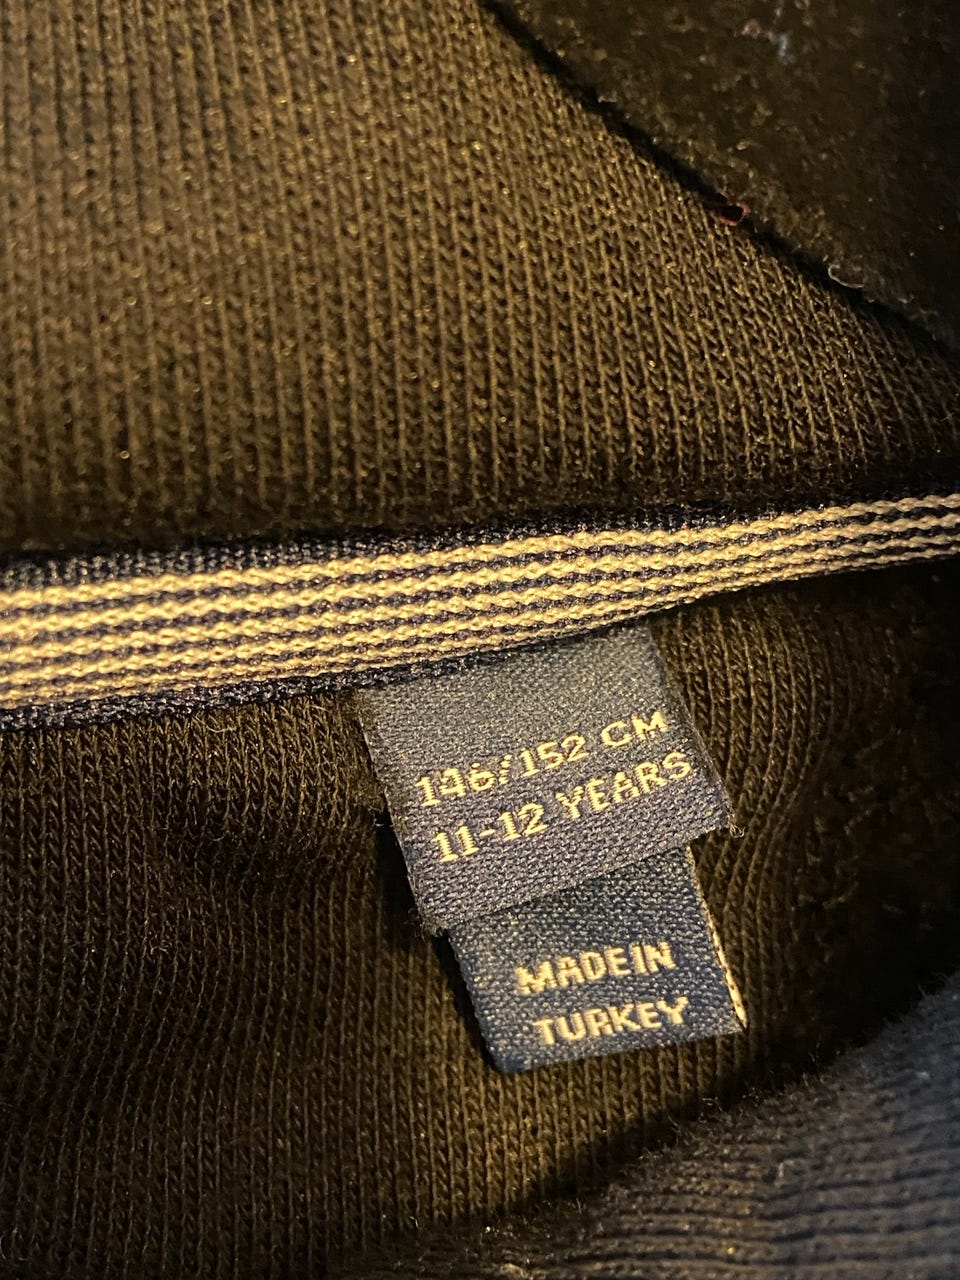 146/152 CM
11-12 YEARS
MADE IN
TURKEY